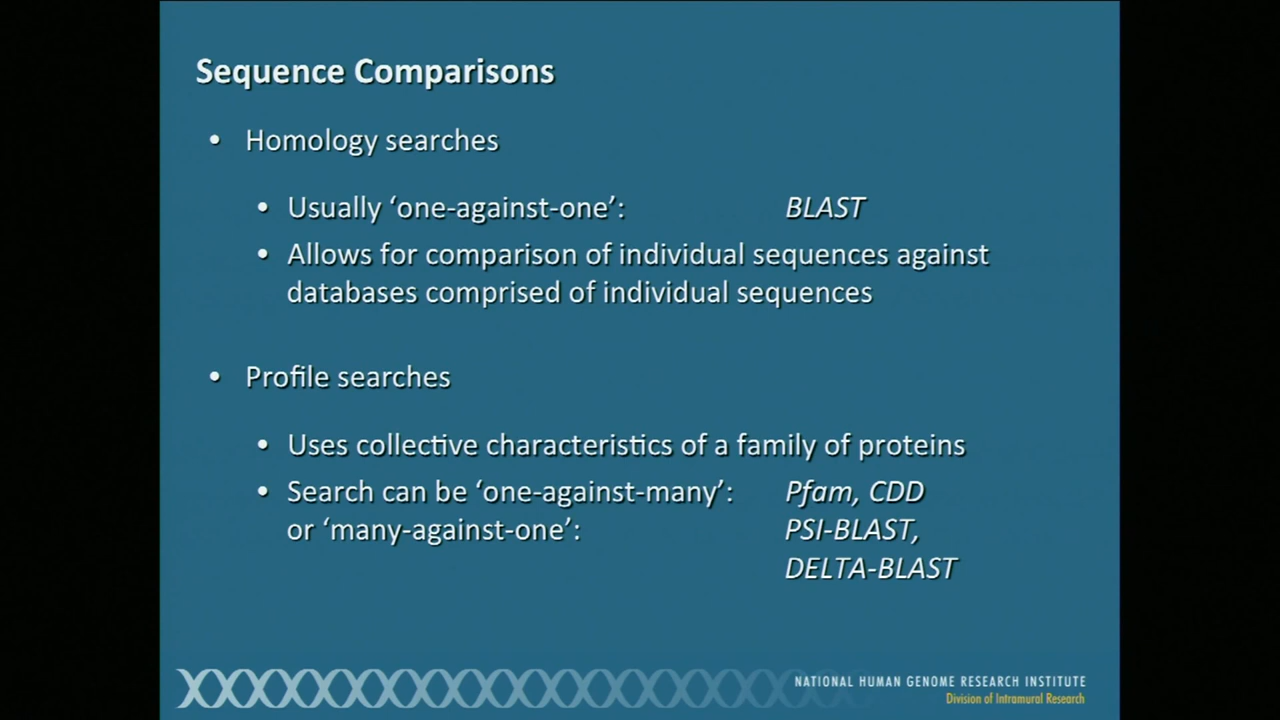 Sequence Comparisons
• Homology searches
• Usually ‘one-against-one’: BLAST
• Allows for comparison of individual sequences against
databases comprised of individual sequences
• Profile searches
• Uses collective characteristics of a family of proteins
• Search can be ‘one-against-many’: Pfam, CDD
or ‘many-against-one’: PSI-BLAST,
DELTA-BLAST
NATIONAL HUMAN GENOME RESEARCH INSTITUTE
Division of Intramural Research